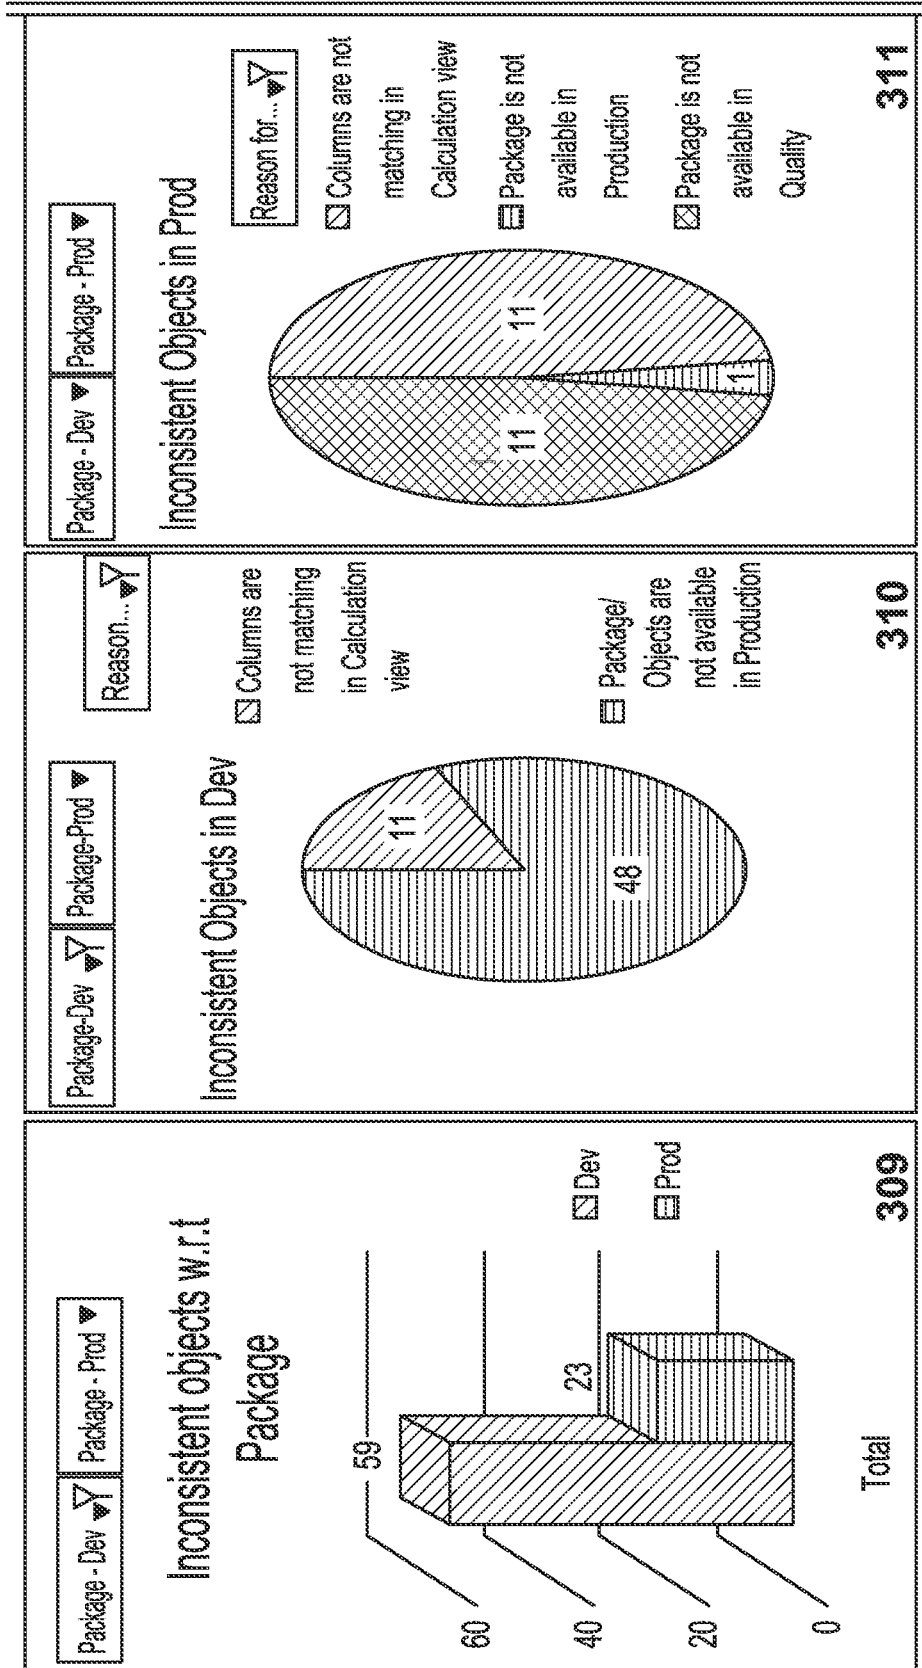 Package - Dev
Package - Prod
Inconsistent objects w.r.t
Package
59
23
60
40
20
0
Total
Dev
Prod
309
Package-Dev
Package-Prod
Reason...
Inconsistent Objects in Dev
11
48
Columns are
not matching
in Calculation
view
Package/
Objects are
not available
in Production
310
Package - Dev
Package - Prod
Inconsistent Objects in Prod
Reason for...
11
11
1
Columns are not
matching in
Calculation view
Package is not
available in
Production
Package is not
available in
Quality
311